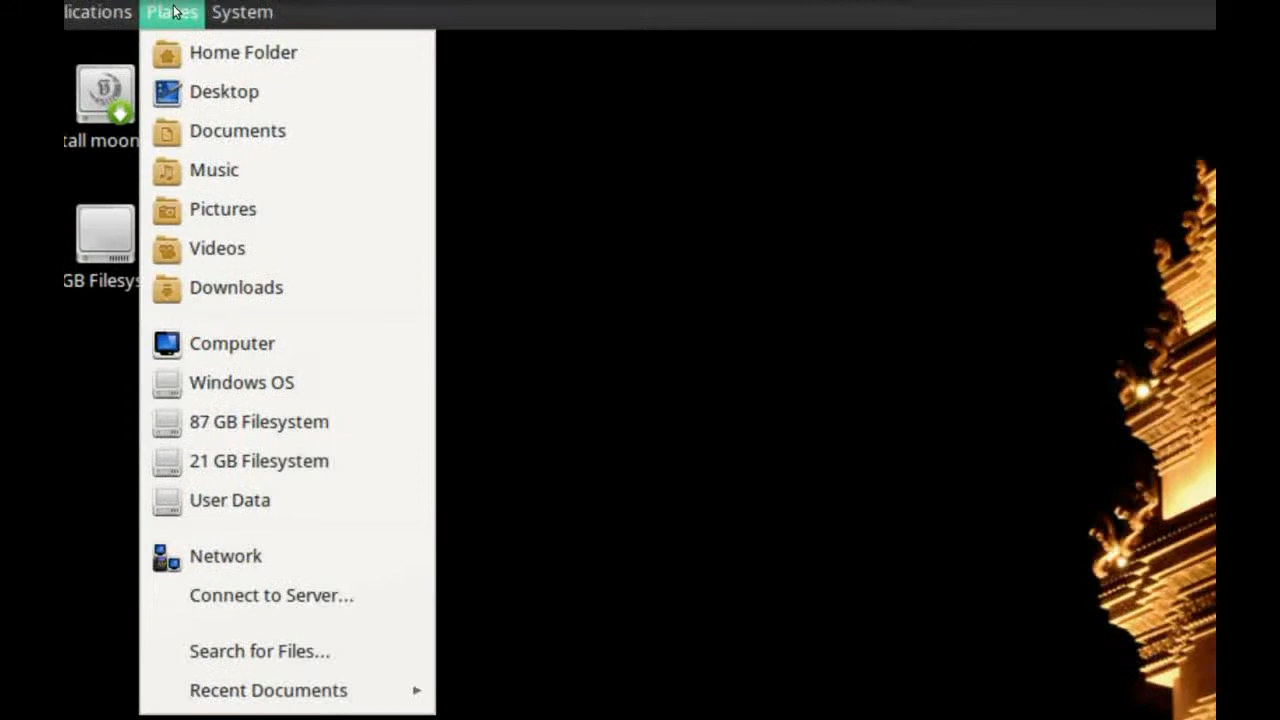 lications Places System
Home Folder
Desktop
tall moon
Documents
Music
Pictures
Videos
GB Filesys
Downloads
Computer
Windows OS
87 GB Filesystem
21 GB Filesystem
User Data
Network
Connect to Server...
Search for Files...
Recent Documents